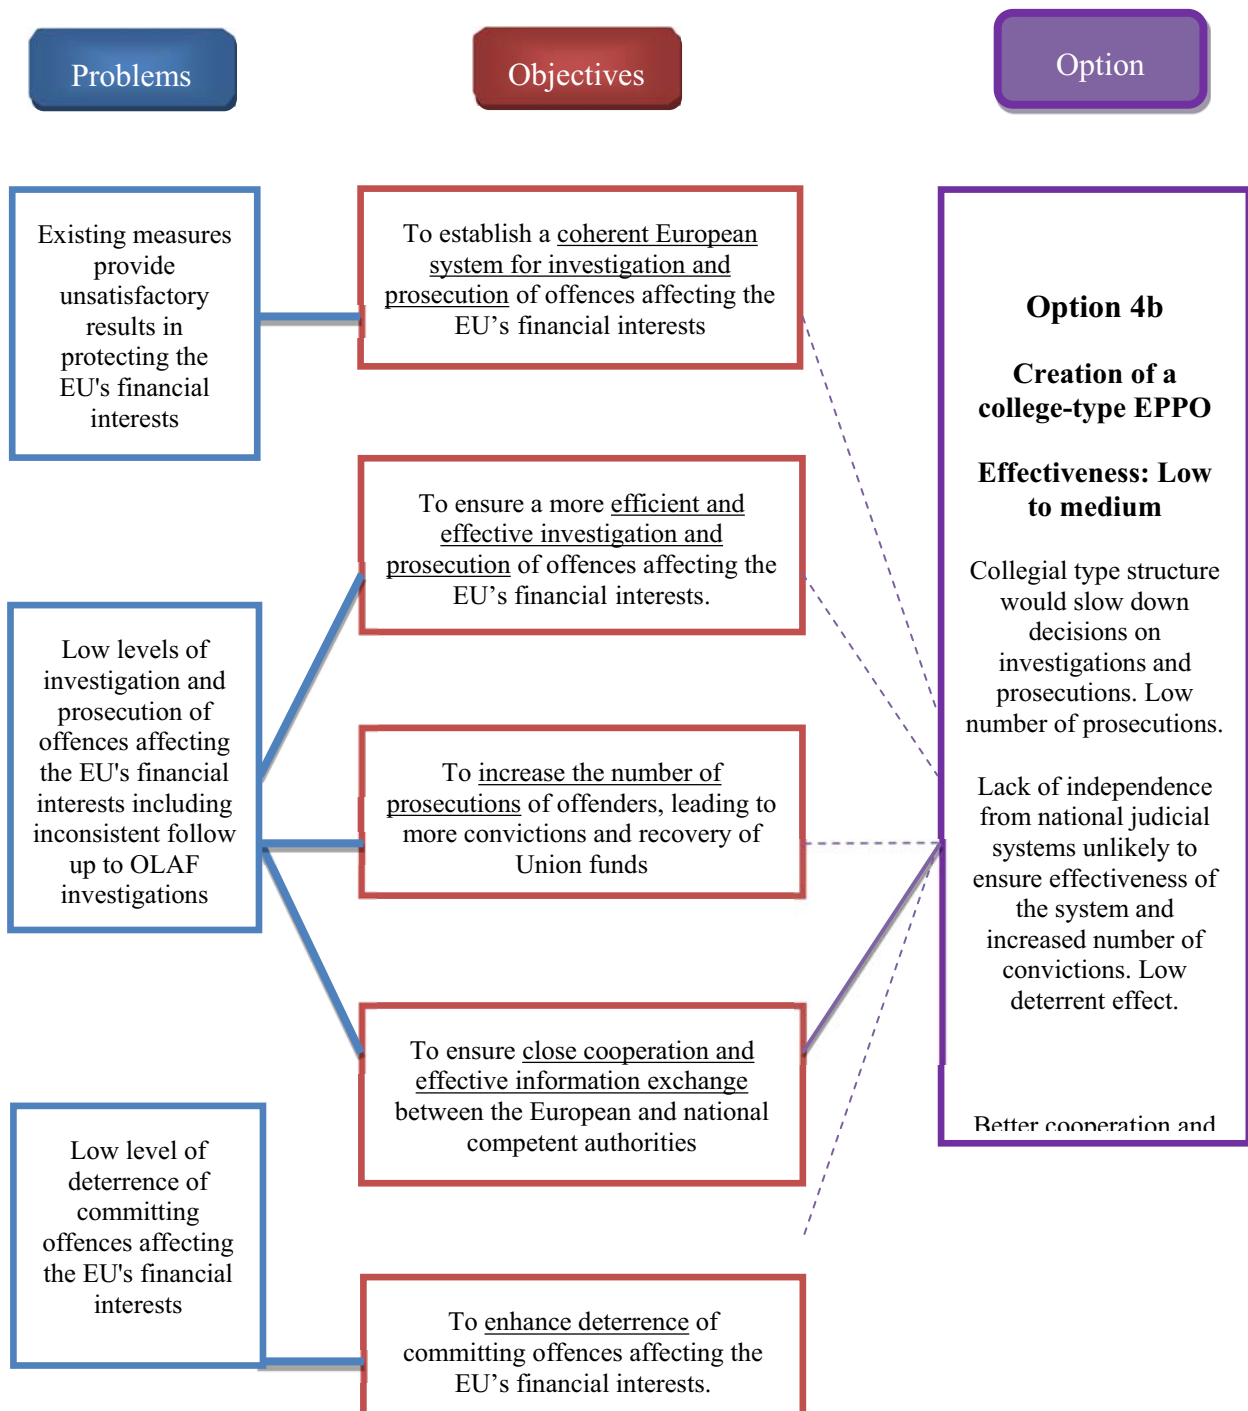 Problems
Objectives
Option
Existing measures
provide
unsatisfactory
results in
protecting the
EU's financial
interests
Low levels of
investigation and
prosecution of
offences affecting
the EU's financial
interests including
inconsistent follow
up to OLAF
investigations
Low level of
deterrence of
committing
offences affecting
the EU's financial
interests
To establish a coherent European
system for investigation and
prosecution of offences affecting the
EU’s financial interests
To ensure a more efficient and
effective investigation and
prosecution of offences affecting the
EU’s financial interests.
To increase the number of
prosecutions of offenders, leading to
more convictions and recovery of
Union funds
To ensure close cooperation and
effective information exchange
between the European and national
competent authorities
To enhance deterrence of
committing offences affecting the
EU’s financial interests.
Option 4b
Creation of a
college-type EPPO
Effectiveness: Low
to medium
Collegial type structure
would slow down
decisions on
investigations and
prosecutions. Low
number of prosecutions.
Lack of independence
from national judicial
systems unlikely to
ensure effectiveness of
the system and
increased number of
convictions. Low
deterrent effect.
Better cooperation and